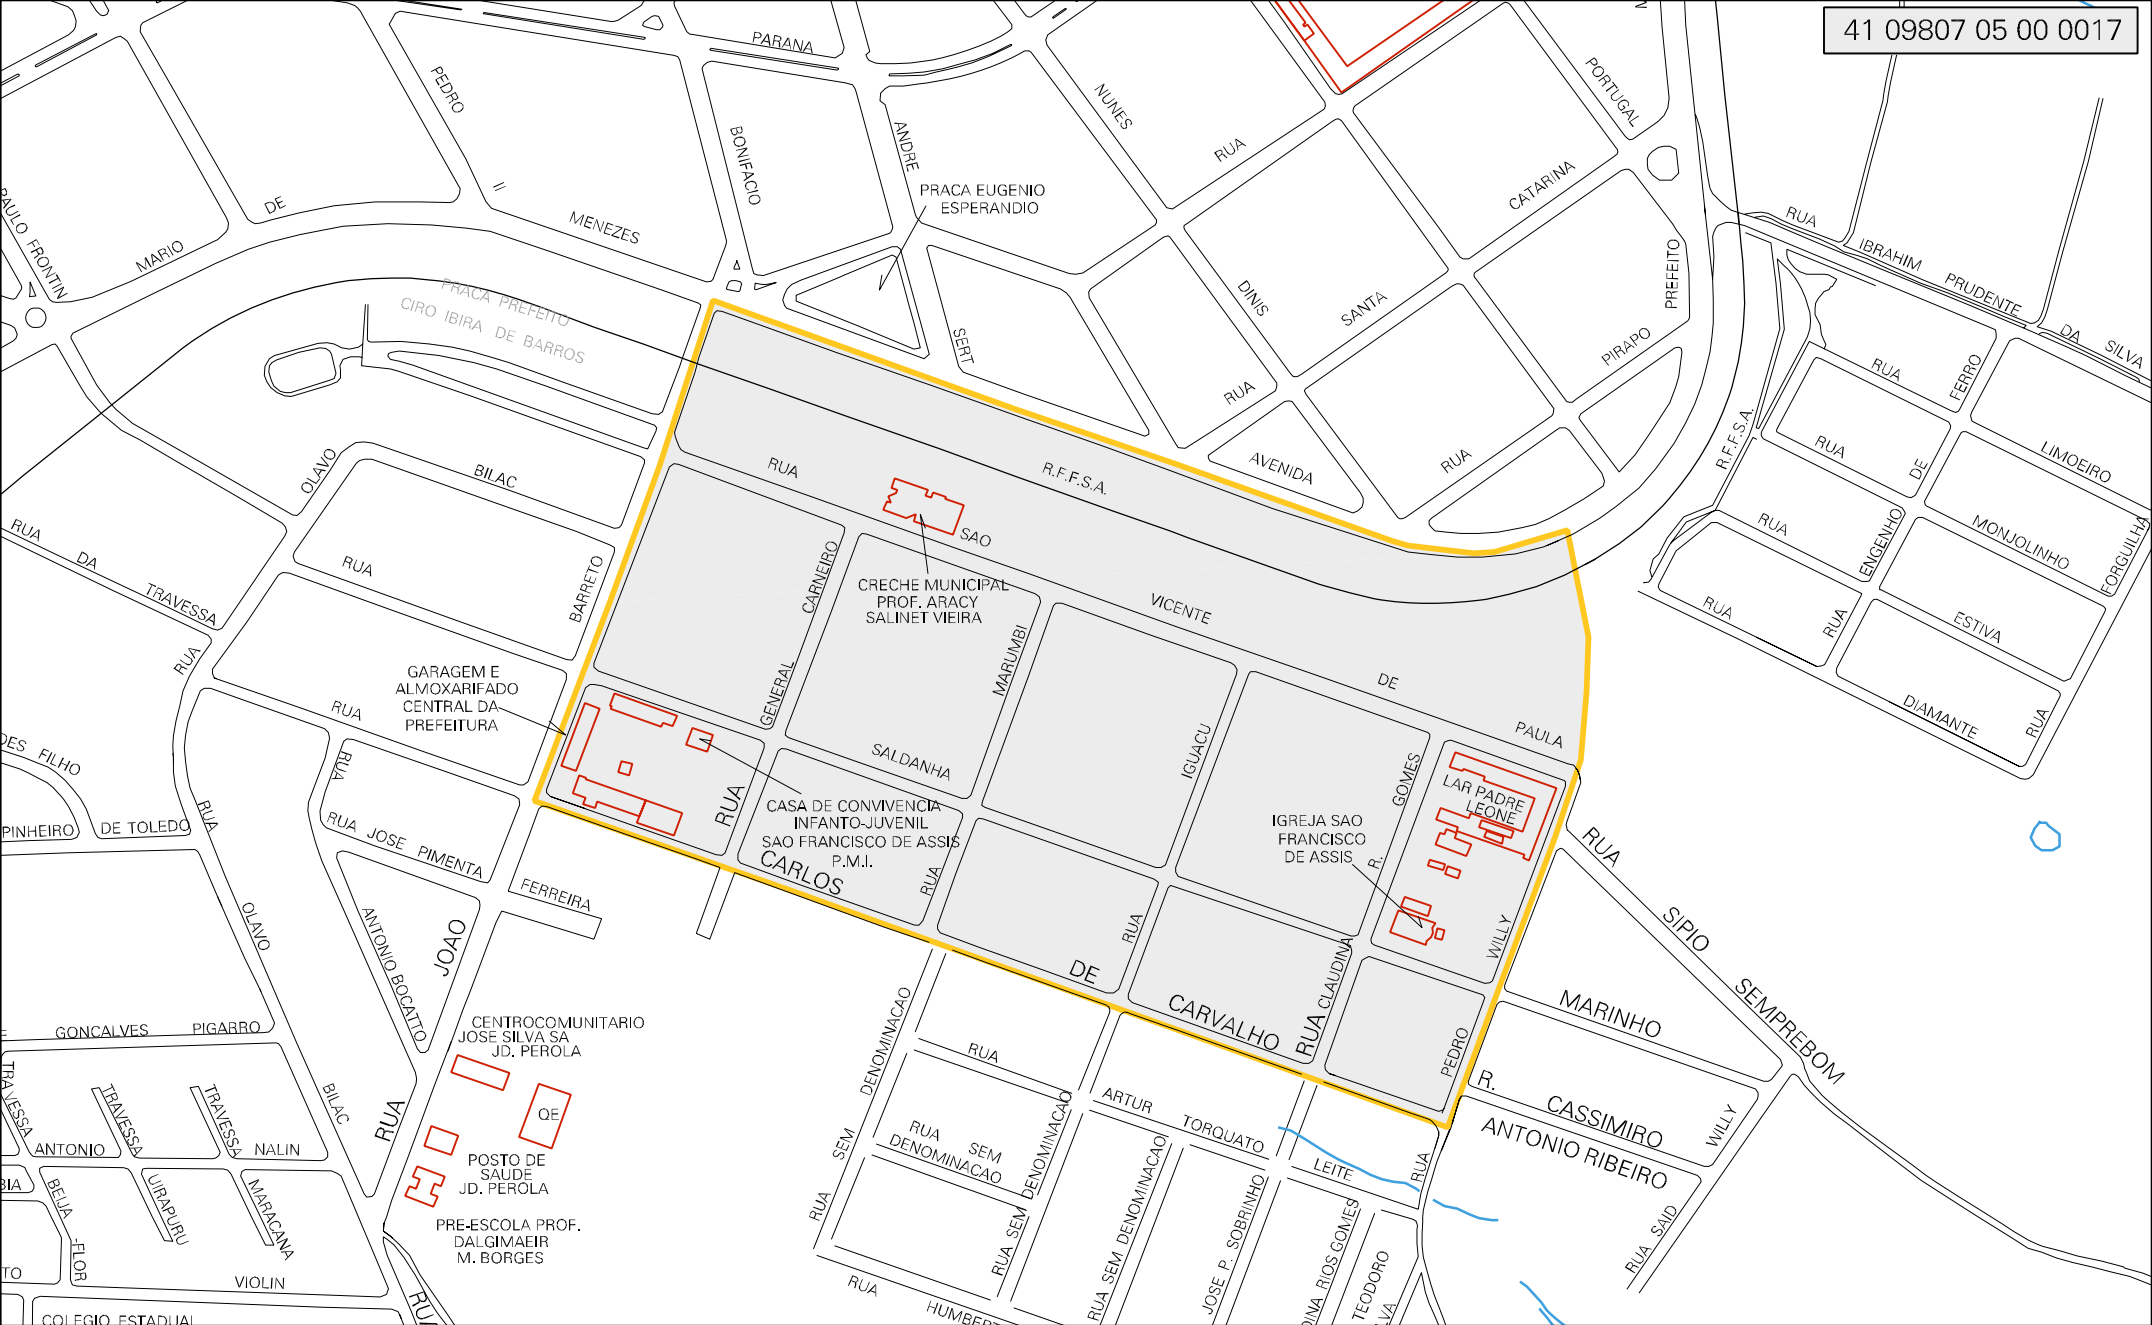 41 09807 05 00 0017
PARANA
PEDRO
II
BONIFACIO
ANDRE
NUNES
RUA
PORTUGAL
CATARINA
PRACA EUGENIO
ESPERANDIO
DE
MARIO
MENEZES
PAULO FRONTIN
PRACA PREFEITO
CIRO IBIRA DE BARROS
SERT
DINIS
SANTA
RUA
PREFEITO
PIRAPO
RUA
AVENIDA
RUA
IBRAHIM
PRUDENTE
DA
SILVA
RUA
FERRO
LIMOEIRO
RUA
DE
MONJOLINHO
FORGUILHA
RUA
ENGENHO
ESTIVA
RUA
RUA
DIAMANTE
RUA
R.F.F.S.A.
R.F.F.S.A.
OLAVO
BILAC
RUA
SAO
VICENTE
DE
PAULA
RUA
DA
TRAVESSA
RUA
BARRETO
CARNEIRO
GENERAL
RUA
CRECHE MUNICIPAL
PROF. ARACY
SALINET VIEIRA
MARUMBI
RUA
IGUACU
RUA
GOMES
R.
GARAGEM E
ALMOXARIFADO
CENTRAL DA
PREFEITURA
RUA
RUA
SALDANHA
CASA DE CONVIVENCIA
INFANTO-JUVENIL
SAO FRANCISCO DE ASSIS
P.M.I.
LAR PADRE
LEONE
IGREJA SAO
FRANCISCO
DE ASSIS
CARLOS
DE
CARVALHO
RUA CLAUDINA
WILLY
PEDRO
RUA
RUA
SIPIO
SEMPREBOM
MARINHO
R.
CASSIMIRO
ANTONIO RIBEIRO
WILLY
RUA SAID
DES FILHO
PINHEIRO
DE TOLEDO
RUA
OLAVO
BILAC
RUA
RUA JOSE PIMENTA
FERREIRA
ANTONIO BOCATTO
JOAO
RUA
GONCALVES
PIGARRO
TRAVESSA
TRAVESSA
TRAVESSA
ANTONIO
NALIN
BEIJA
-FLOR
UIRAPURU
MARACANA
VIOLIN
COLEGIO ESTADUAL
RUA
CENTROCOMUNITARIO
JOSE SILVA SA
JD. PEROLA
QE
POSTO DE
SAUDE
JD. PEROLA
PRE-ESCOLA PROF.
DALGIMAEIR
M. BORGES
DENOMINACAO
SEM
RUA
RUA
RUA SEM
DENOMINACAO
RUA SEM DENOMINACAO
ARTUR
TORQUATO
LEITE
RUA SEM DENOMINACAO
JOSE P. SOBRINHO
DINA RIOS GOMES
TEODORO
RUA
HUMBERT